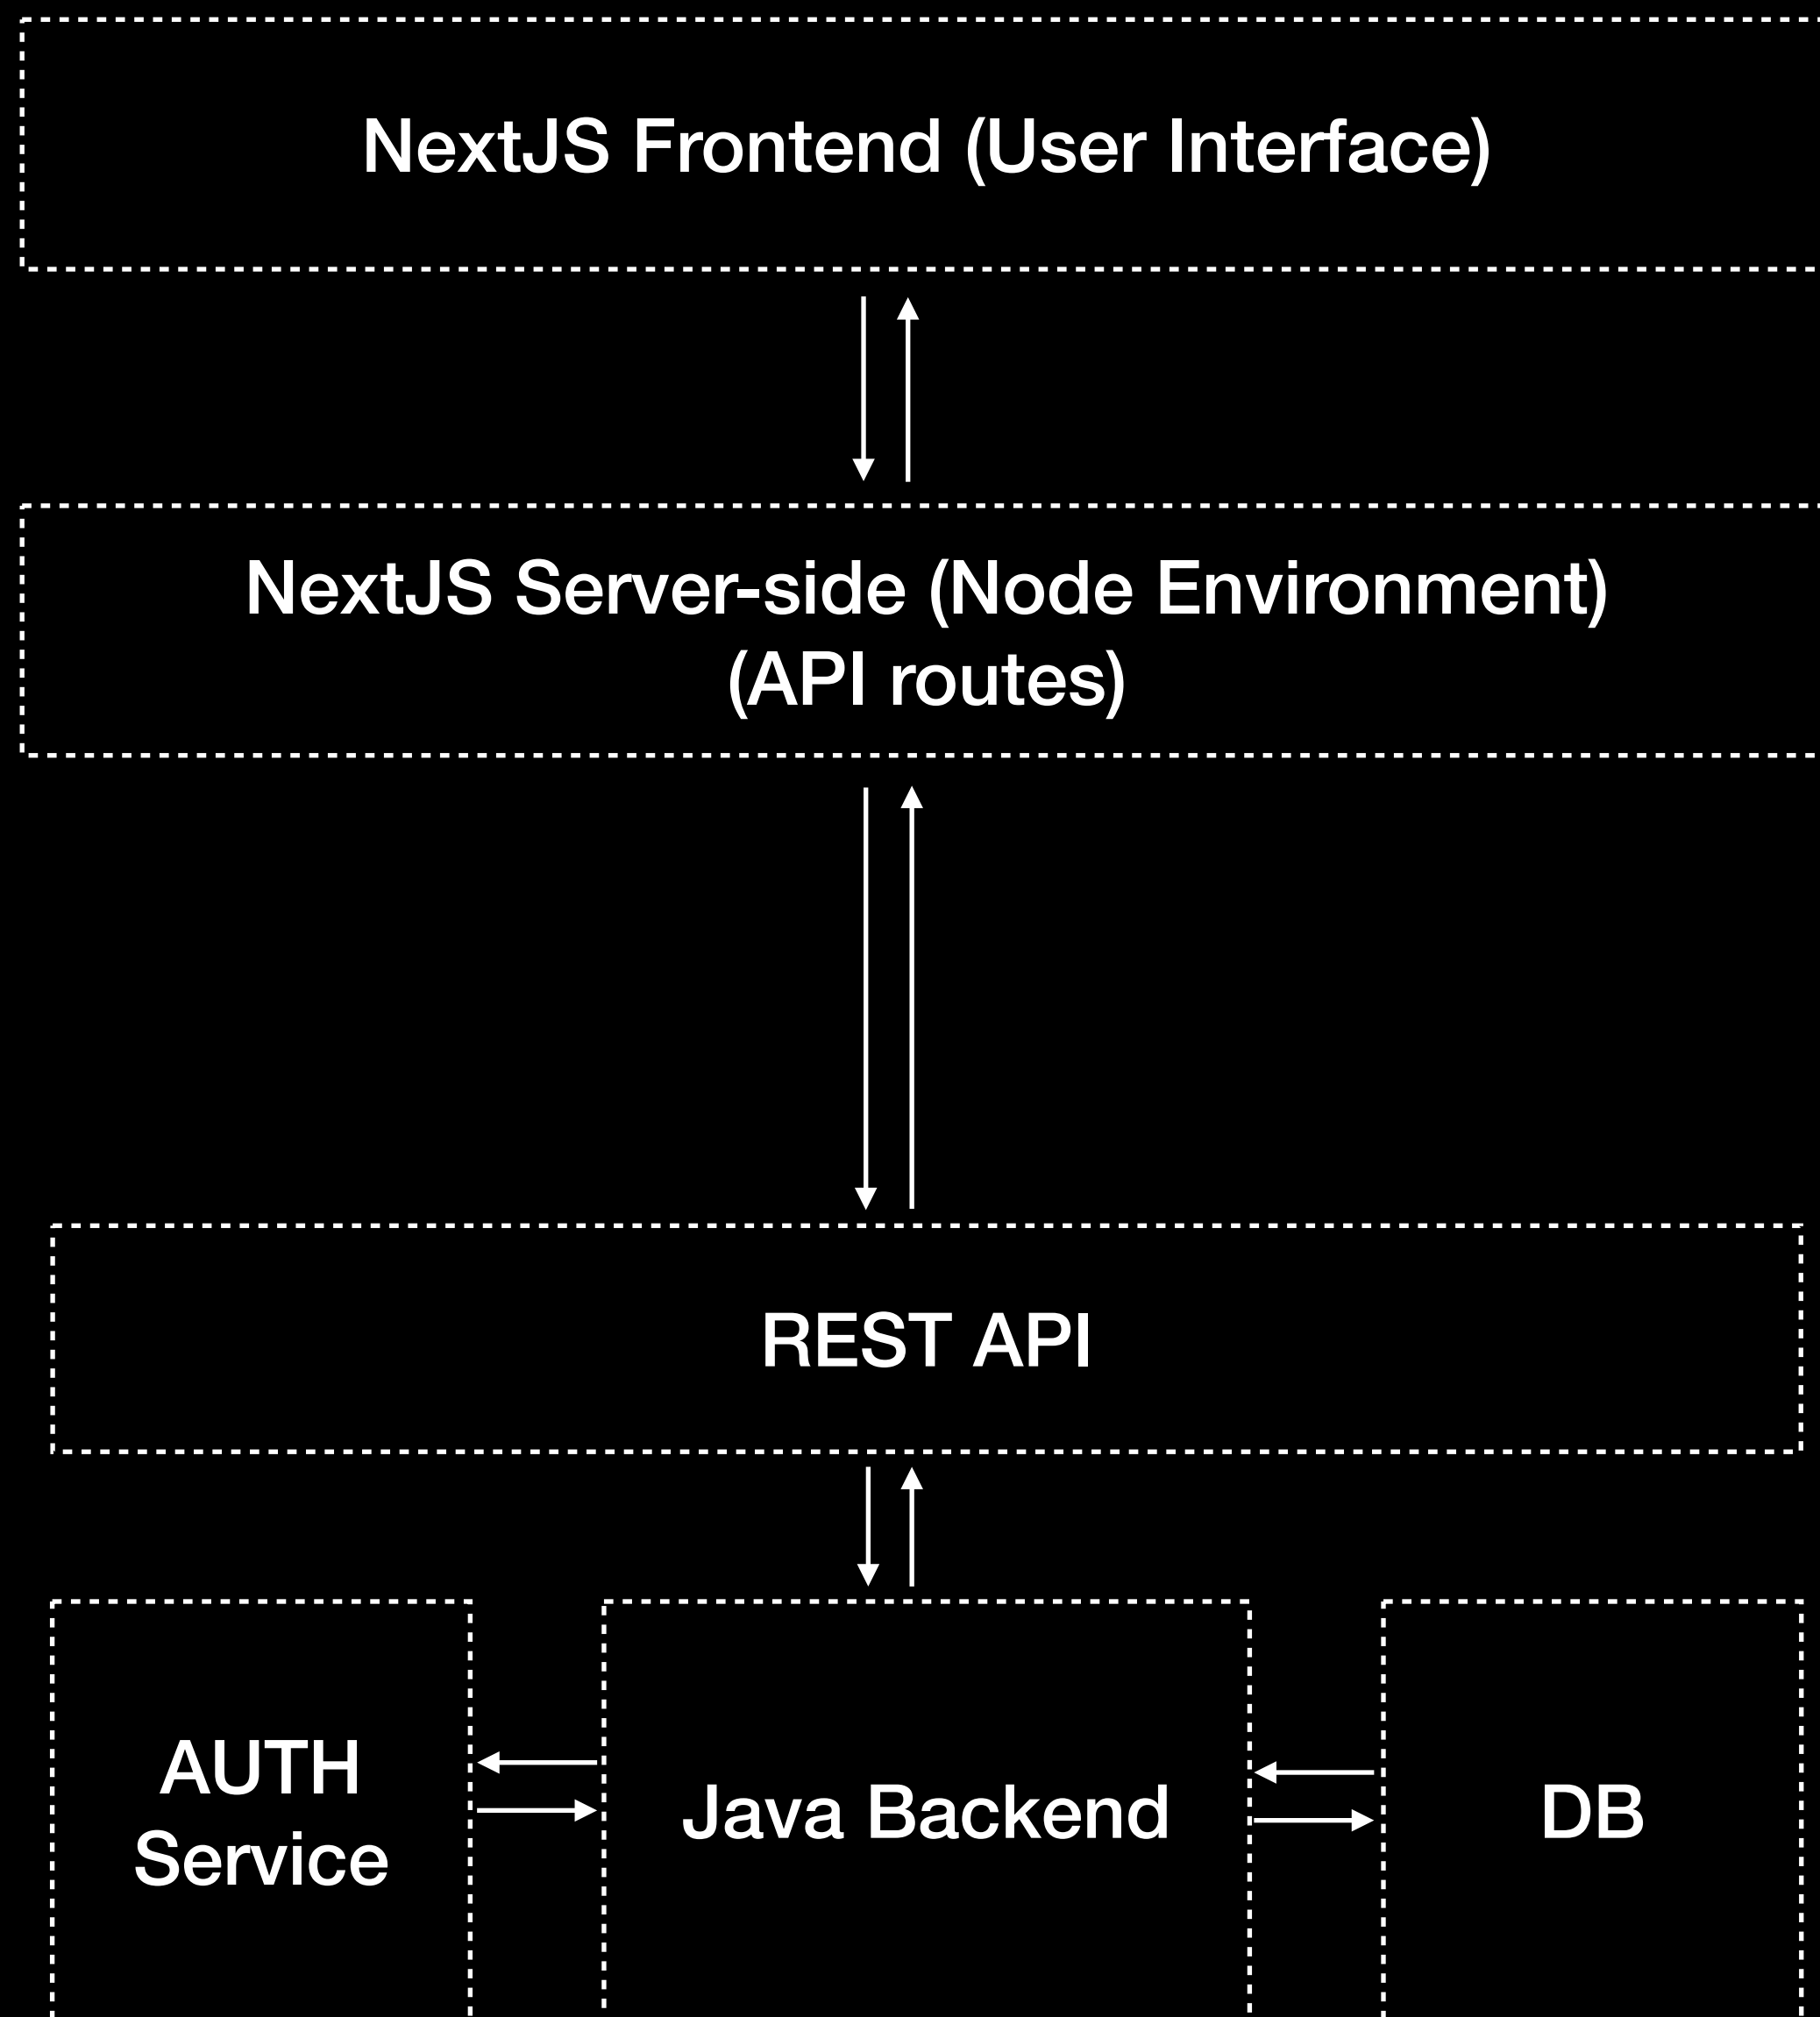 NextJS Frontend (User Interface)
NextJS Server-side (Node Environment)
(API routes)
REST API
AUTH
Service
Java Backend
DB